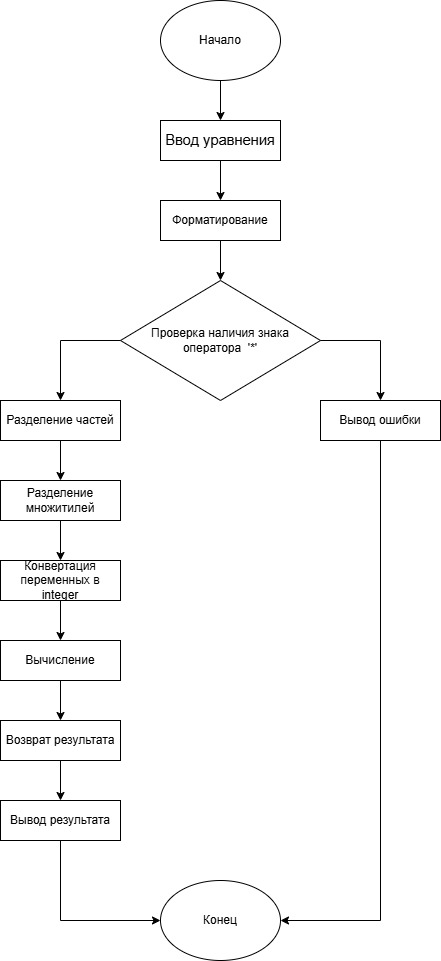 Начало
Ввод уравнения
Форматирование
Проверка наличия знака
оператора '*'
Разделение частей
Вывод ошибки
Разделение
множитилей
Конвертация
переменных в
integer
Вычисление
Возврат результата
Вывод результата
Конец